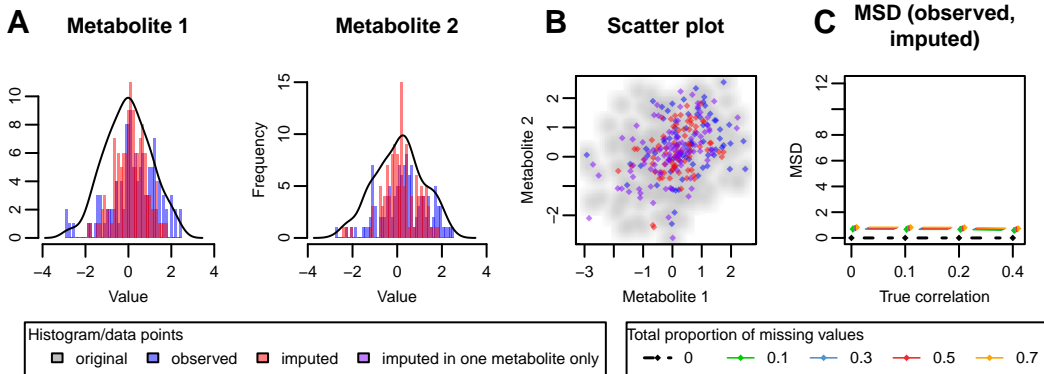 A Metabolite 1
Metabolite 2
B Scatter plot
C MSD (observed,
imputed)
10
8
6
4
2
0
−4 −2 0 2 4
Value
Frequency
15
10
5
0
−4 −2 0 2 4
Value
Metabolite 2
2
1
0
−2
−3 −1 0 1 2
Metabolite 1
MSD
12
8
6
4
2
0
0 0.1 0.2 0.4
True correlation
Histogram/data points
original observed imputed imputed in one metabolite only
Total proportion of missing values
0 0.1 0.3 0.5 0.7